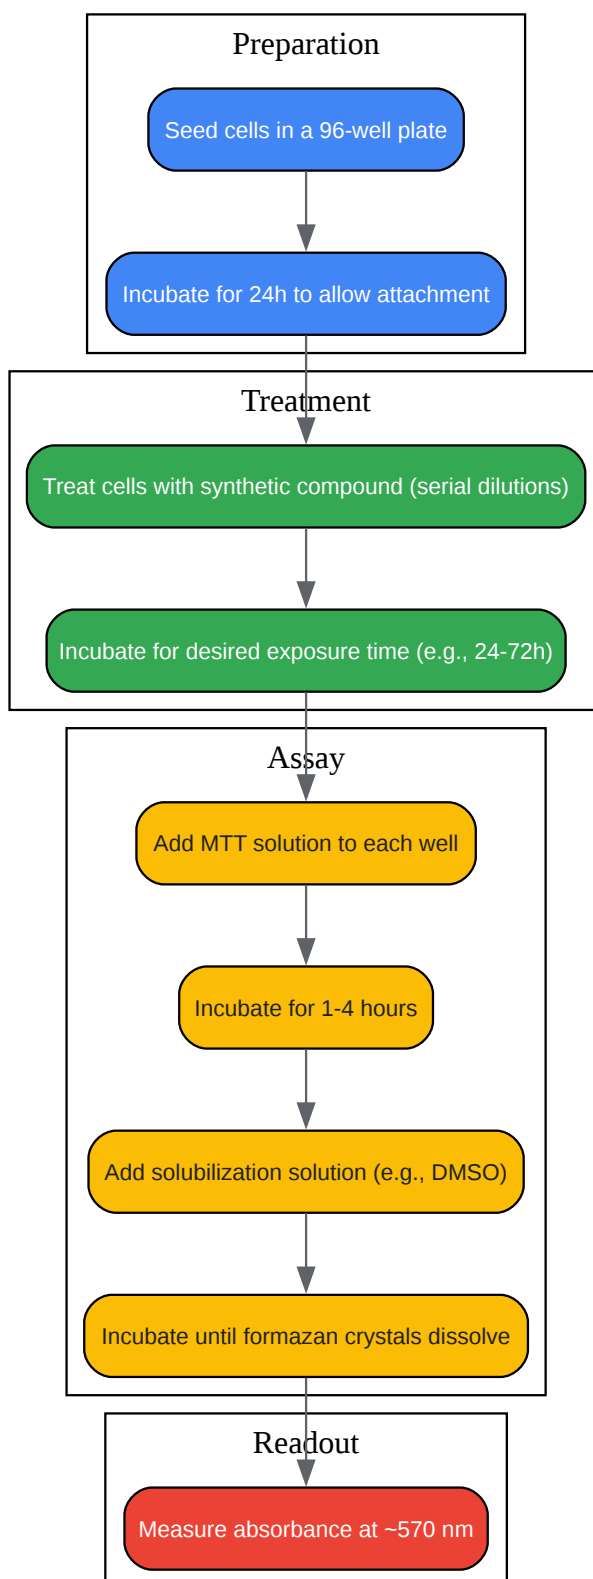 Preparation
Seed cells in a 96-well plate
Incubate for 24h to allow attachment
Treatment
Treat cells with synthetic compound (serial dilutions)
Incubate for desired exposure time (e.g., 24-72h)
Assay
Add MTT solution to each well
Incubate for 1-4 hours
Add solubilization solution (e.g., DMSO)
Incubate until formazan crystals dissolve
Readout
Measure absorbance at ~570 nm